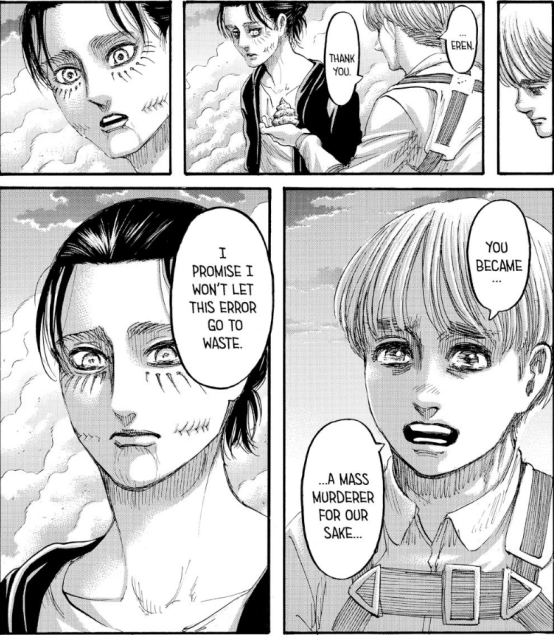 ...
EREN.
THANK
YOU.
YOU
BECAME
...
...A MASS
MURDERER
FOR OUR
SAKE...
I
PROMISE I
WON'T LET
THIS ERROR
GO TO
WASTE.